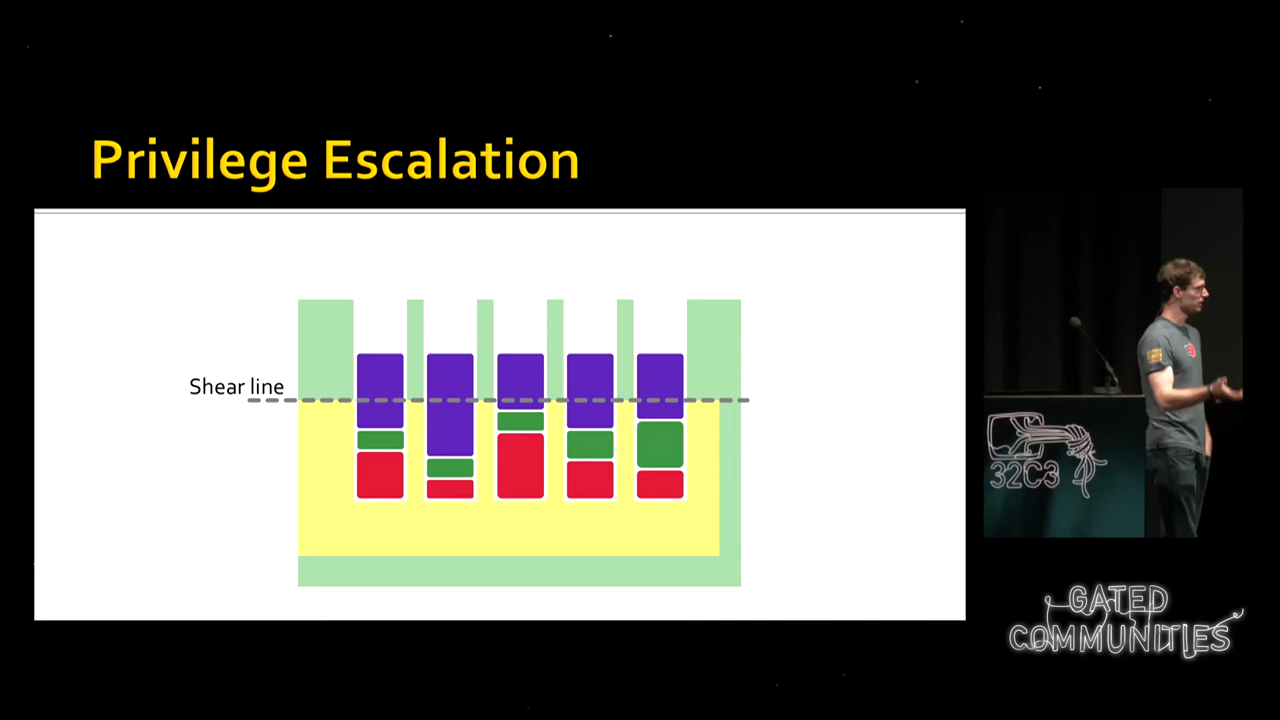 Privilege Escalation
Shear line
32C3
GATED
COMMUNITIES